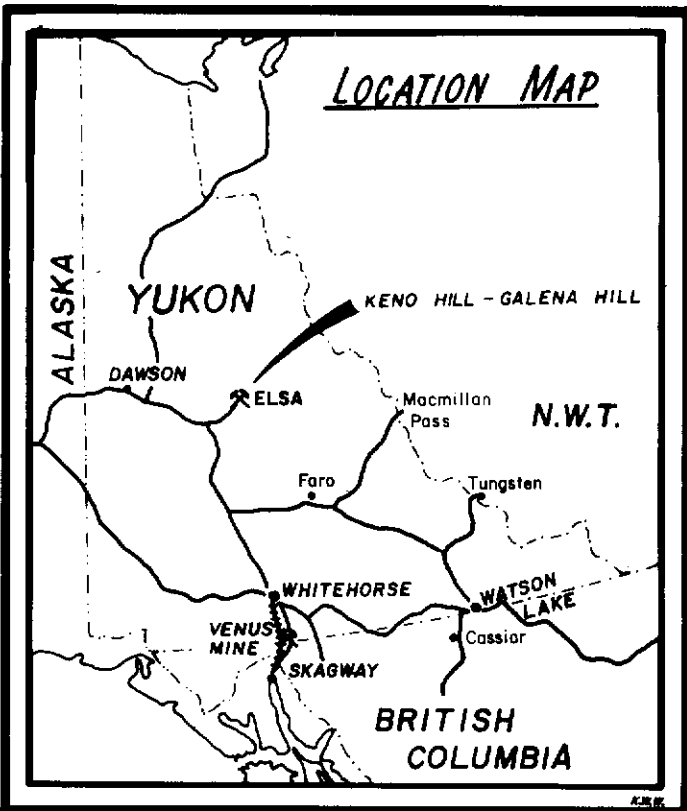 LOCATION MAP
ALASKA
YUKON
KENO HILL - GALENA HILL
DAWSON
ELSA
Macmillan
Pass
N.W.T.
Faro
Tungsten
WHITEHORSE
WATSON
LAKE
VENUS
MINE
Cassiar
SKAGWAY
BRITISH
COLUMBIA